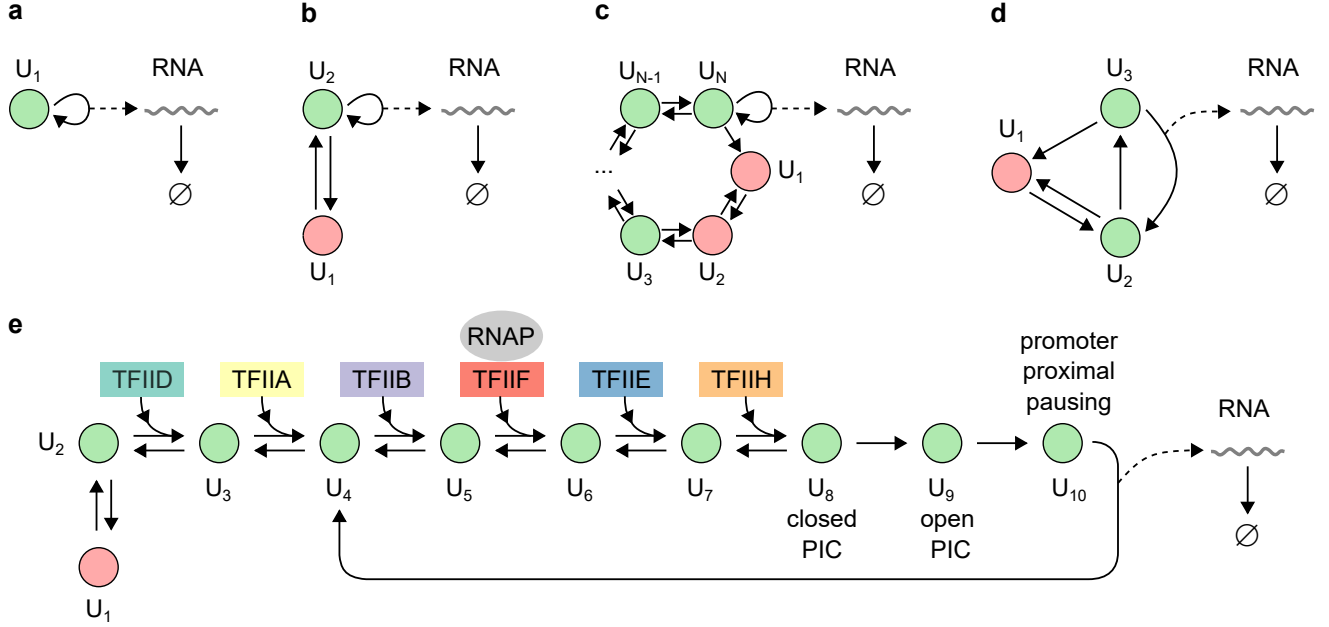 a
U1
RNA
∅
b
U2
RNA
∅
U1
c
UN-1
UN
RNA
...
U1
∅
U3
U2
d
U3
RNA
U1
∅
U2
e
RNAP
TFIID
TFIIA
TFIIB
TFIIF
TFIIE
TFIIH
promoter
proximal
pausing
RNA
U2
U3
U4
U5
U6
U7
U8
closed
PIC
U9
open
PIC
U10
∅
U1